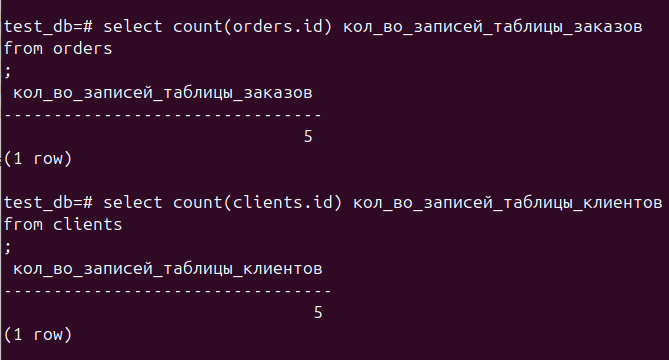 test_db=# select count(orders.id) кол_во_записей_таблицы_заказов
from orders
;
кол_во_записей_таблицы_заказов
--------------------------------
5
(1 row)
test_db=# select count(clients.id) кол_во_записей_таблицы_клиентов
from clients
;
кол_во_записей_таблицы_клиентов
---------------------------------
5
(1 row)